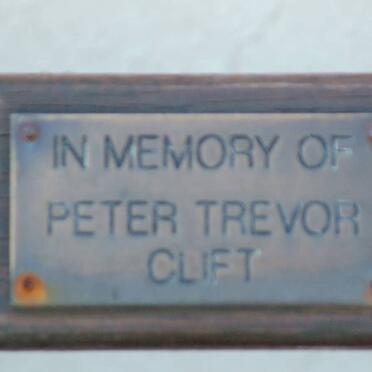 IN MEMORY OF
PETER TREVOR
CLIFT